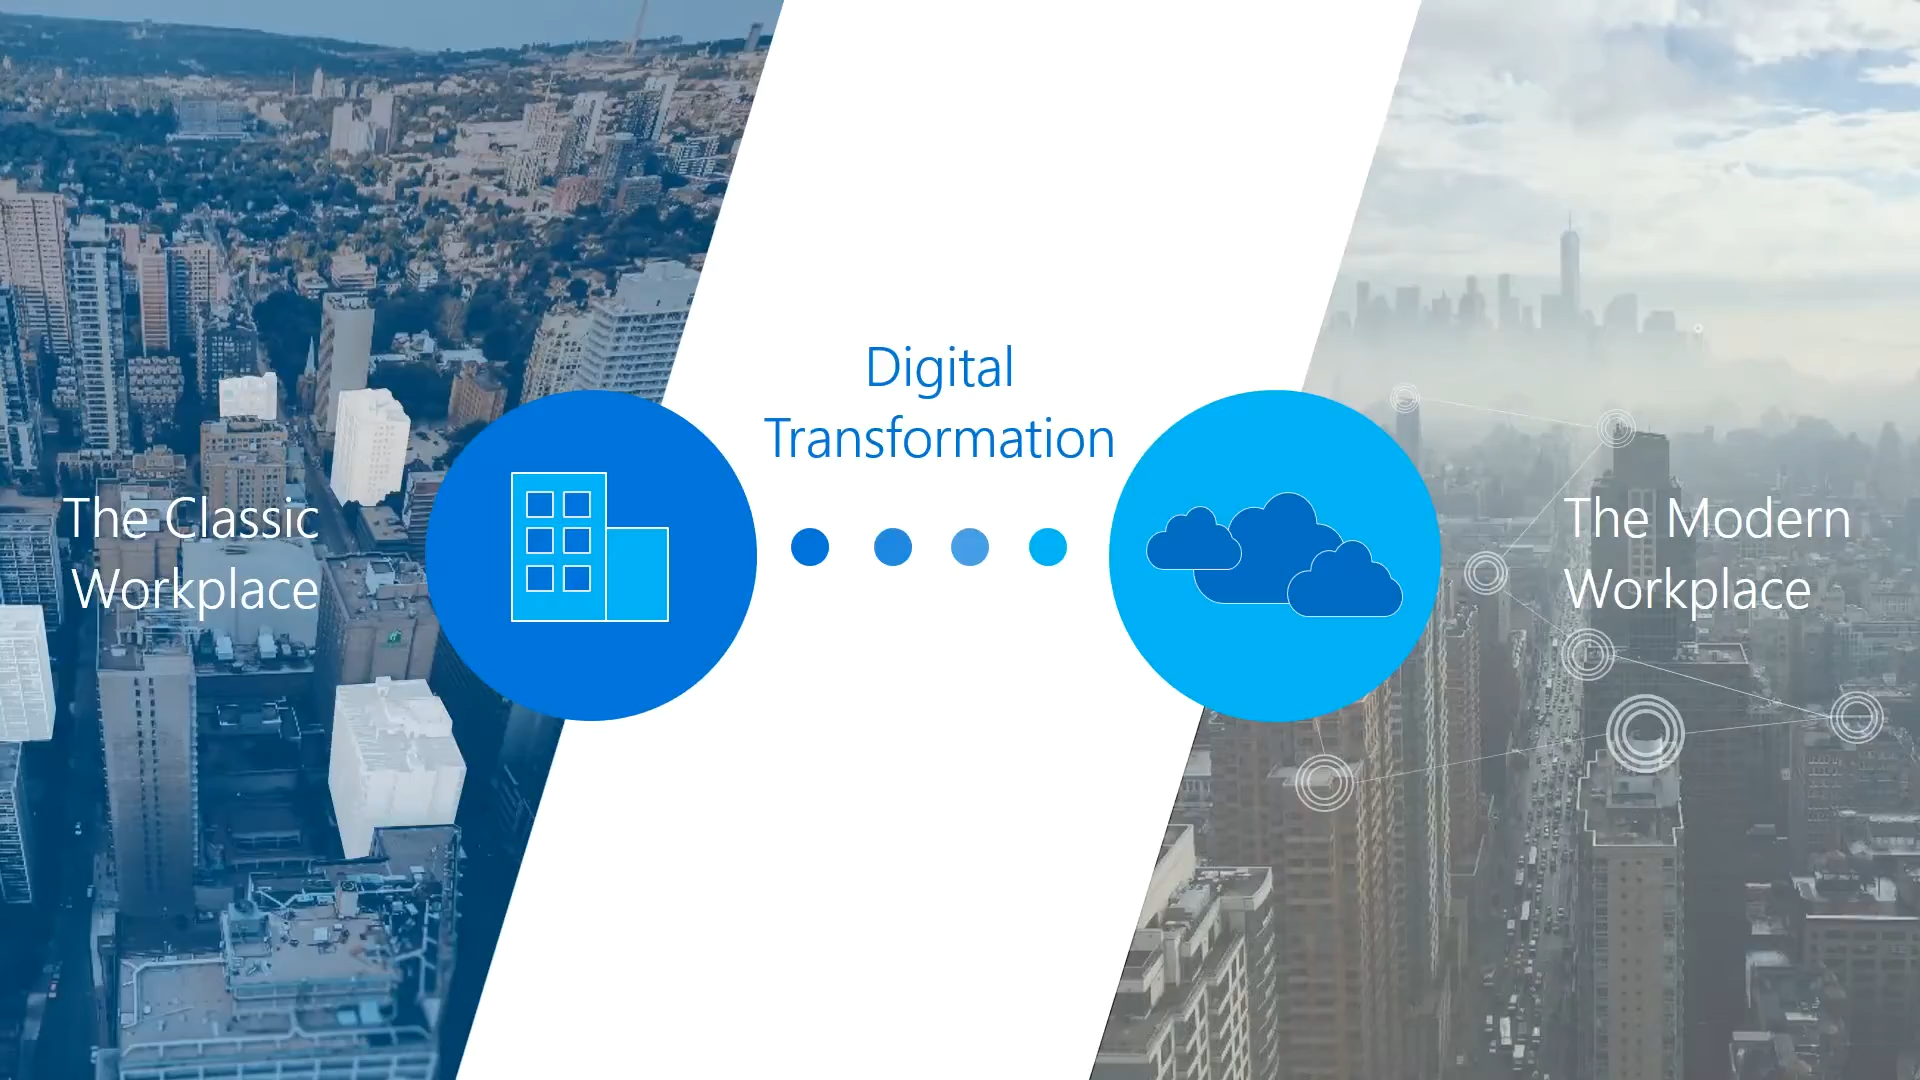 The Classic
Workplace
Digital
Transformation
The Modern
Workplace